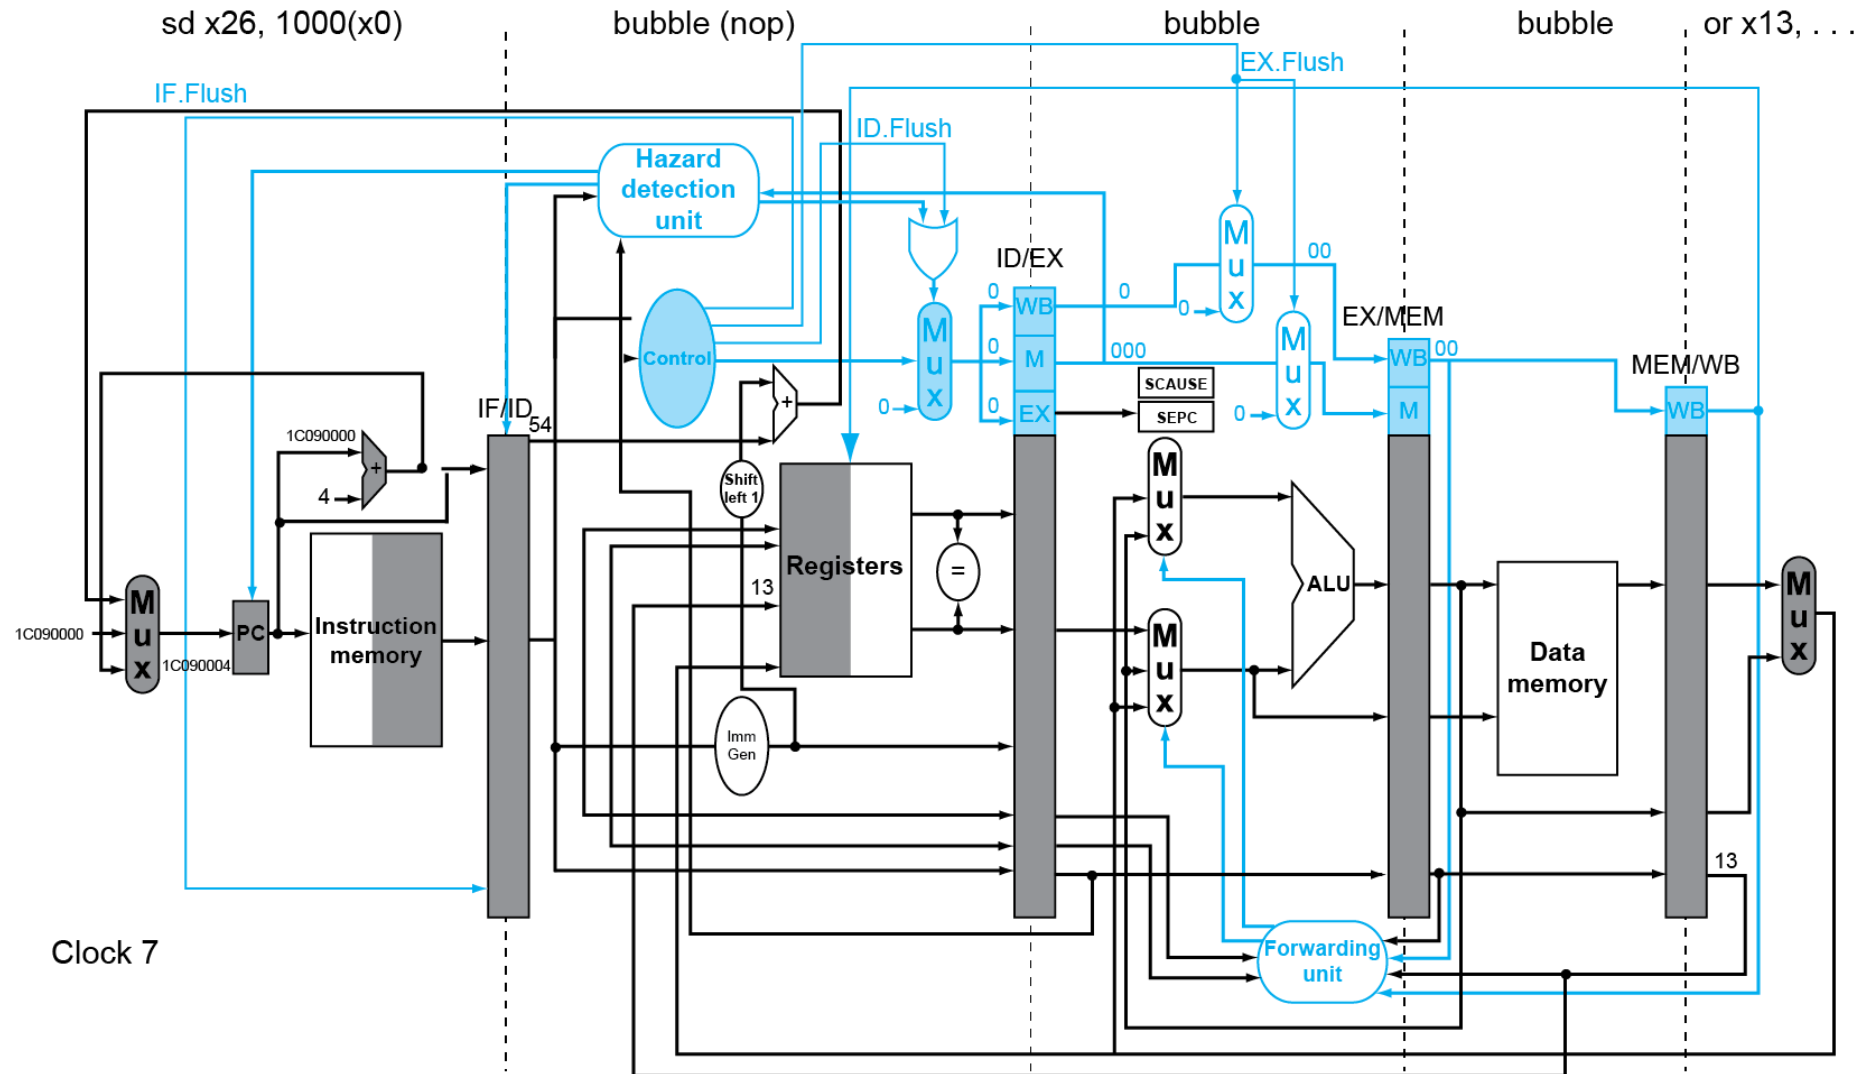 sd x26, 1000(x0)
bubble (nop)
bubble
bubble
or x13, . . .
IF.Flush
EX.Flush
ID.Flush
Hazard
detection
unit
ID/EX
M
u
x
00
0
WB
0
0
EX/MEM
M
u
x
Control
M
u
x
0
M
000
WB
00
MEM/WB
SCAUSE
0
0
EX
SEPC
0
M
WB
IF/ID
54
+
1C090000
+
4
Shift
left 1
M
u
x
Registers
=
ALU
13
M
u
x
1C090000
M
u
x
1C090004
PC
Instruction
memory
M
u
x
Data
memory
M
u
x
Imm
Gen
13
Clock 7
Forwarding
unit